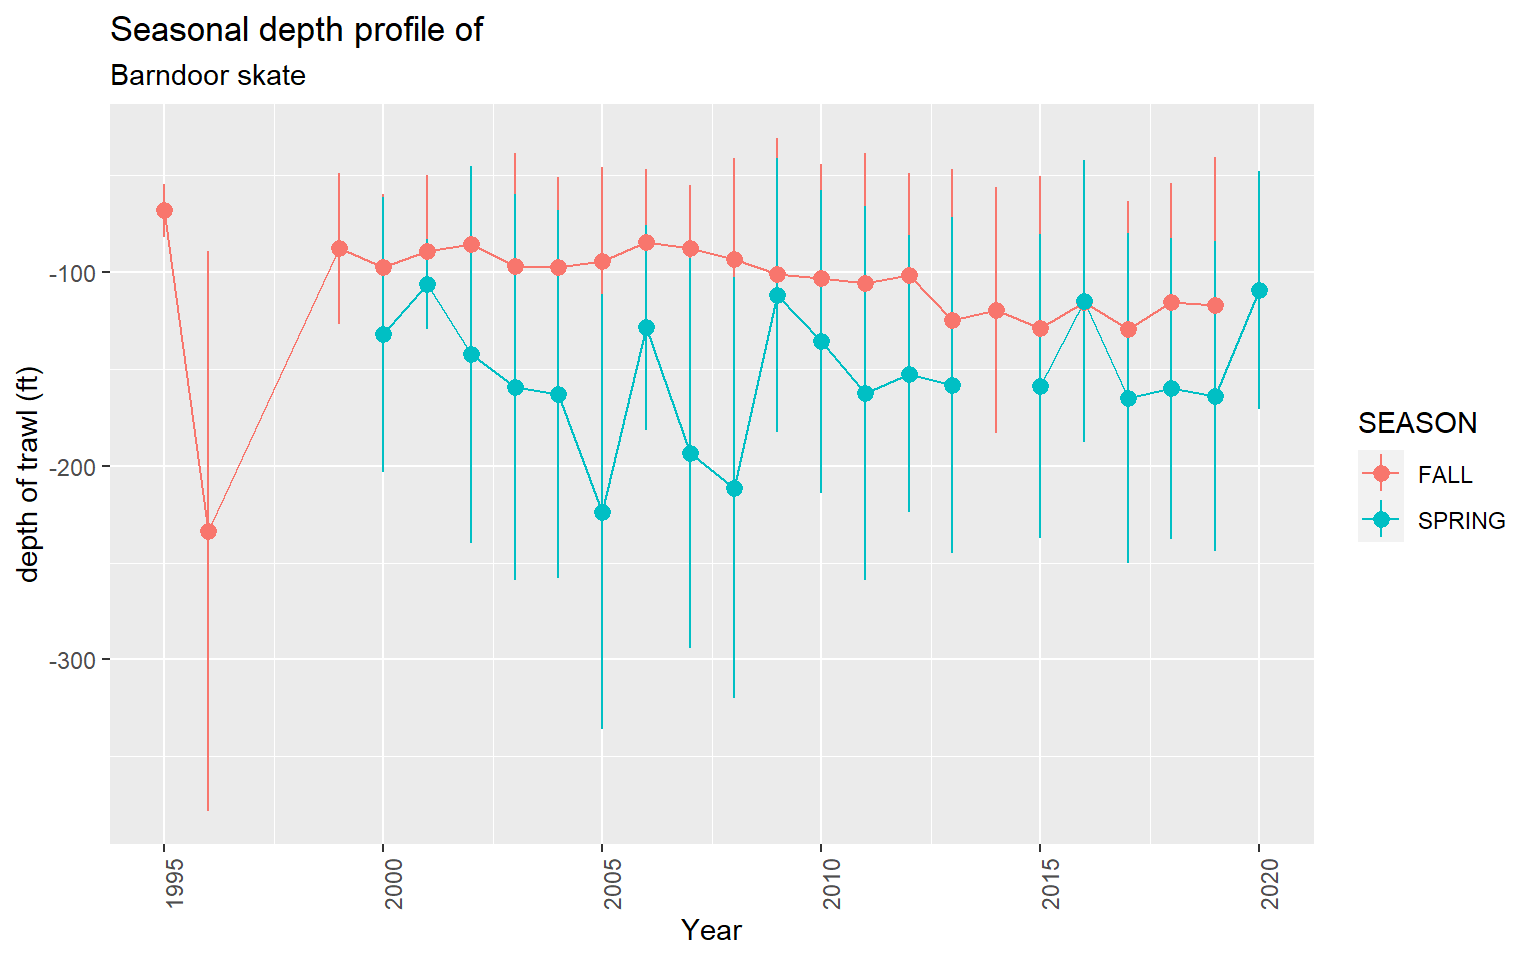 Seasonal depth profile of
Barndoor skate
depth of trawl (ft)
-100
-200
-300
1995
2000
2005
2010
2015
2020
Year
SEASON
FALL
SPRING